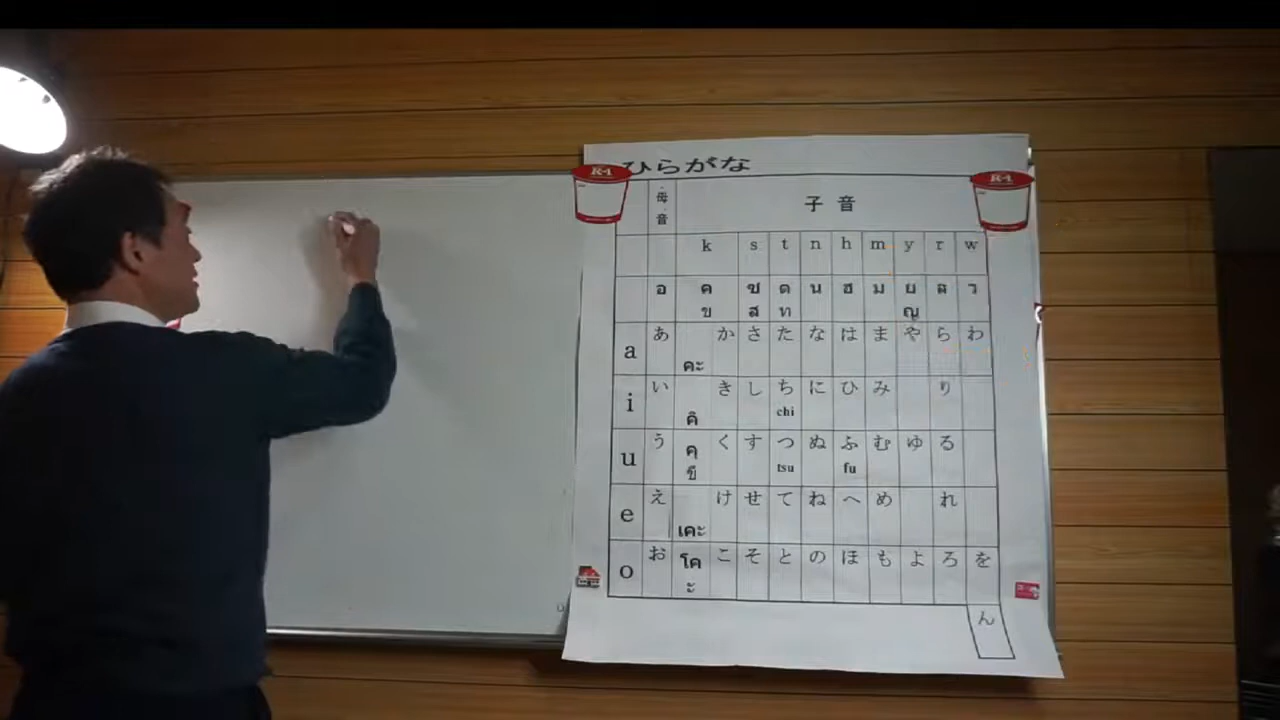 ひらがな
R-1 R-1
母音 子音
k s t n h m y r w
อ ค ข ช ส ต ท น ฮ ม ย ญ ล ว
a あ คะ か さ た な は ま や ら わ
i い คิ き し ち chi に ひ み り
u う คุ ขึ く す つ tsu ぬ ふ fu む ゆ る
e え เคะ け せ て ね へ め れ
o お โคะ こ そ と の ほ も よ ろ を
ん